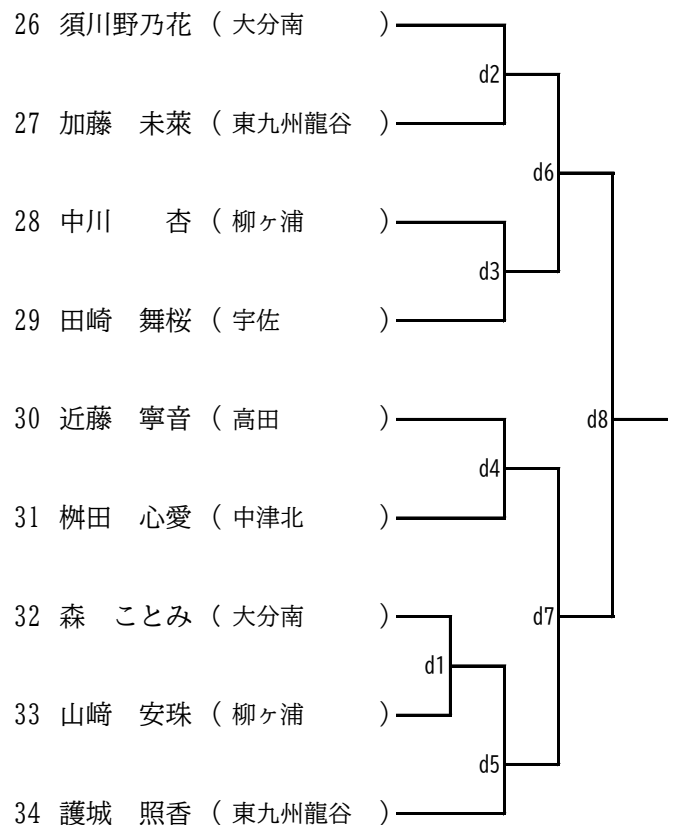 26 須川野乃花 ( 大分南 )
d2
27 加藤 未萊 ( 東九州龍谷 )
d6
28 中川 杏 ( 柳ヶ浦 )
d3
29 田崎 舞桜 ( 宇佐 )
30 近藤 寧音 ( 高田 )
d8
d4
31 桝田 心愛 ( 中津北 )
32 森 ことみ ( 大分南 )
d7
d1
33 山﨑 安珠 ( 柳ヶ浦 )
d5
34 護城 照香 ( 東九州龍谷 )